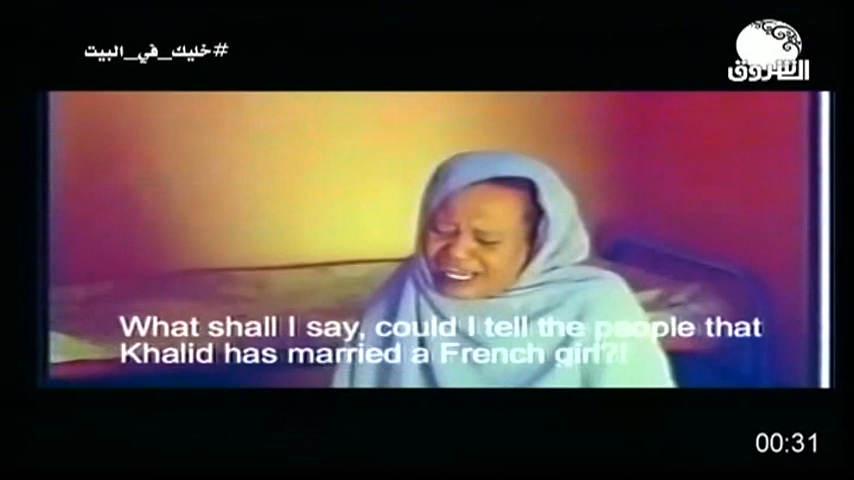 #خليك_في_البيت
الشروق
What shall I say, could I tell the people that
Khalid has married a French girl?!
00:31